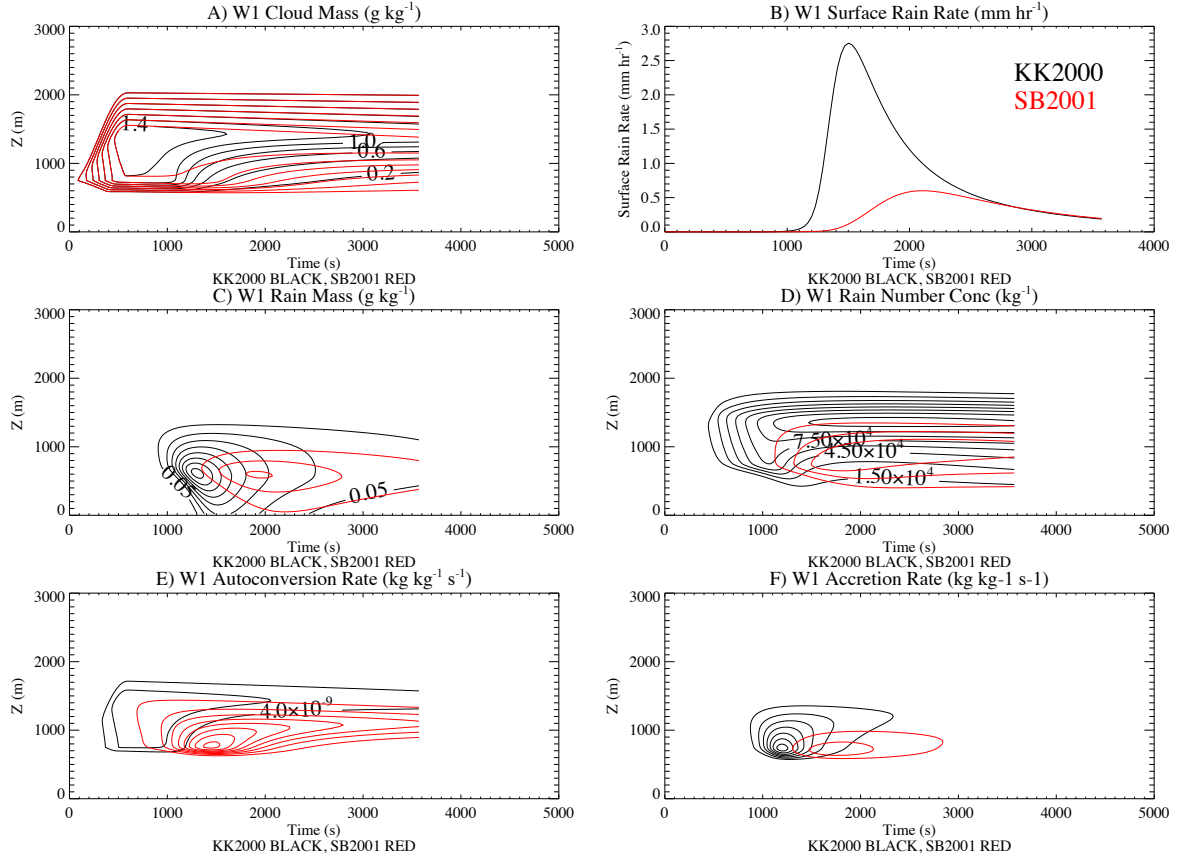 A) W1 Cloud Mass (g kg⁻¹)
3000
2000
1000
0
Z (m)
1.4
1.0
0.6
0.2
0 1000 2000 3000 4000 5000
Time (s)
KK2000 BLACK, SB2001 RED
B) W1 Surface Rain Rate (mm hr⁻¹)
3.0
2.5
2.0
1.5
1.0
0.5
0.0
Surface Rain Rate (mm hr⁻¹)
KK2000
SB2001
0 1000 2000 3000 4000
Time (s)
KK2000 BLACK, SB2001 RED
C) W1 Rain Mass (g kg⁻¹)
3000
2000
1000
0
Z (m)
0.05
0.05
0 1000 2000 3000 4000 5000
Time (s)
KK2000 BLACK, SB2001 RED
D) W1 Rain Number Conc (kg⁻¹)
3000
2000
1000
0
Z (m)
7.50×10⁴
4.50×10⁴
1.50×10⁴
0 1000 2000 3000 4000 5000
Time (s)
KK2000 BLACK, SB2001 RED
E) W1 Autoconversion Rate (kg kg⁻¹ s⁻¹)
3000
2000
1000
0
Z (m)
4.0×10⁻⁹
0 1000 2000 3000 4000 5000
Time (s)
KK2000 BLACK, SB2001 RED
F) W1 Accretion Rate (kg kg-1 s-1)
3000
2000
1000
0
Z (m)
0 1000 2000 3000 4000 5000
Time (s)
KK2000 BLACK, SB2001 RED